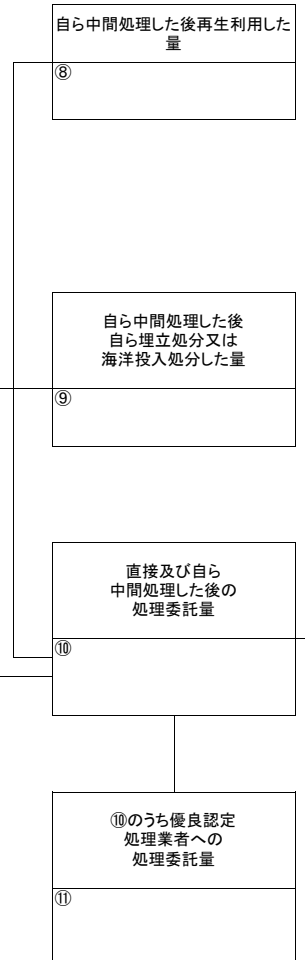 自ら中間処理した後再生利用した
量
⑧
自ら中間処理した後
自ら埋立処分又は
海洋投入処分した量
⑨
直接及び自ら
中間処理した後の
処理委託量
⑩
⑩のうち優良認定
処理業者への
処理委託量
⑪